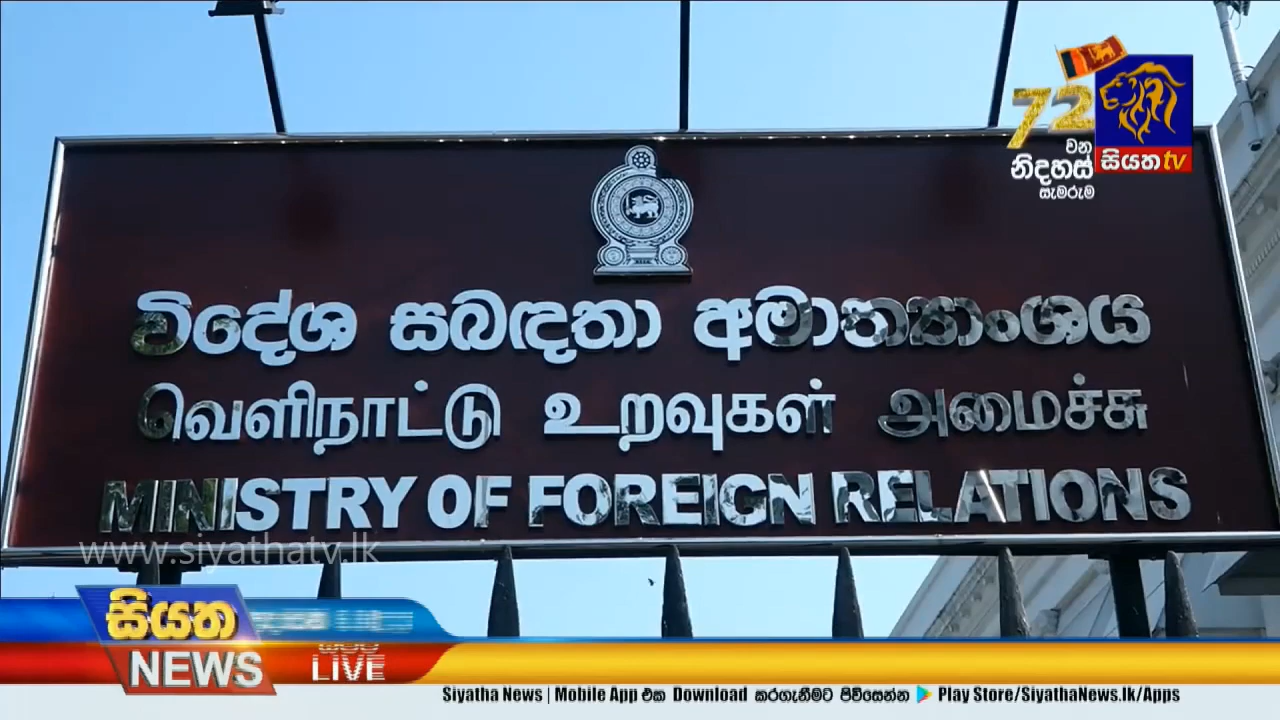 72
වන
නිදහස්
සැමරුම
සියත tv
විදේශ සබඳතා අමාත්‍යාංශය
வெளிநாட்டு உறவுகள் அமைச்சு
MINISTRY OF FOREIGN RELATIONS
www.siyathatv.lk
සියත
NEWS
LIVE
Siyatha News | Mobile App එක Download කරගැනීමට පිවිසෙන්න Play Store/SiyathaNews.lk/Apps